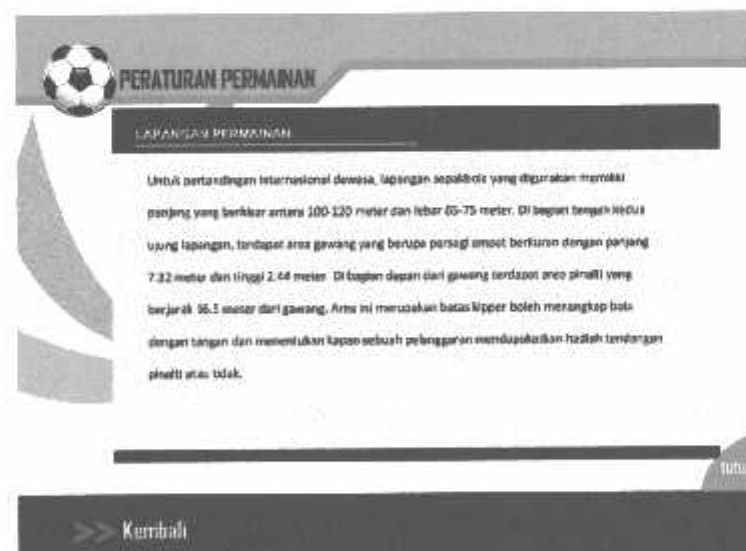 PERATURAN PERMAINAN
LAPANGAN PERMAINAN
Untuk pertandingan Internasional dewasa, lapangan sepakbola yang digunakan memiliki
panjang yang berkisar antara 100-120 meter dan lebar 65-75 meter. Di bagian tengah kedua
ujung lapangan, terdapat area gawang yang berupa persegi empat berkuran dengan panjang
7.32 meter dan tinggi 2.44 meter. Di bagian depan dari gawang terdapat area pinalti yang
berjarak 16.5 meter dari gawang. Area ini merupakan batas kipper boleh menangkap bola
dengan tangan dan menentukan kapan sebuah pelanggaran mendapatkan hadiah tendangan
pinalti atau tidak.
>> Kembali